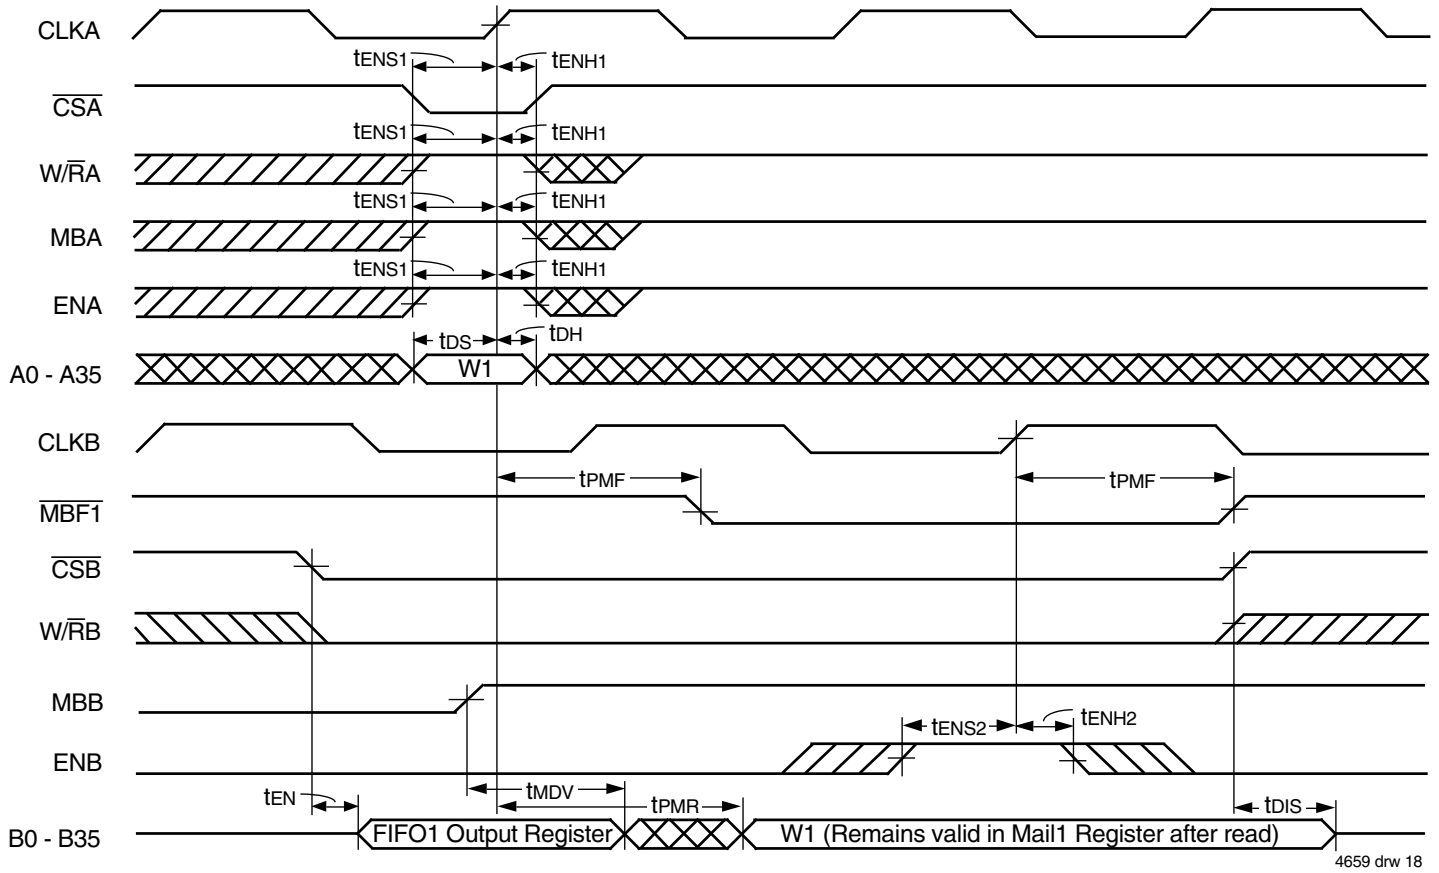 CLKA
tENS1 tENH1
CSA
tENS1 tENH1
W/RA
tENS1 tENH1
MBA
tENS1 tENH1
ENA
tDS tDH
A0 - A35 W1
CLKB
tPMF tPMF
MBF1
CSB
W/RB
MBB
tENS2 tENH2
ENB
tEN tMDV tPMR tDIS
B0 - B35 FIFO1 Output Register W1 (Remains valid in Mail1 Register after read)
4659 drw 18